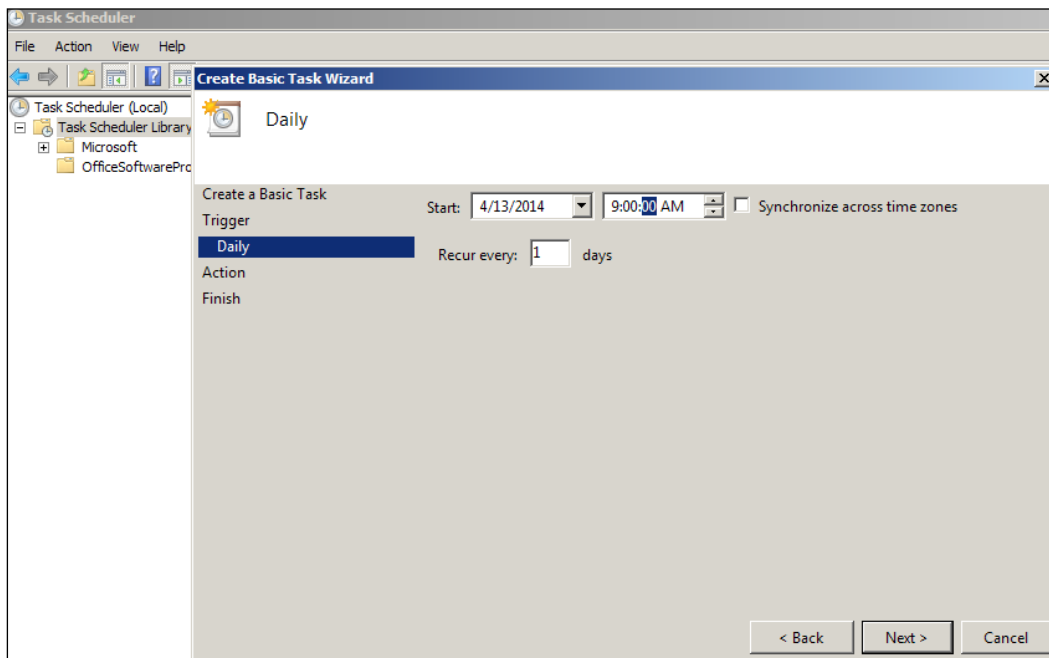 Task Scheduler
File Action View Help
Create Basic Task Wizard
Task Scheduler (Local)
Task Scheduler Library
Microsoft
OfficeSoftwarePro
Daily
Create a Basic Task
Trigger
Daily
Action
Finish
Start: 4/13/2014 9:00:00 AM Synchronize across time zones
Recur every: 1 days
< Back Next > Cancel